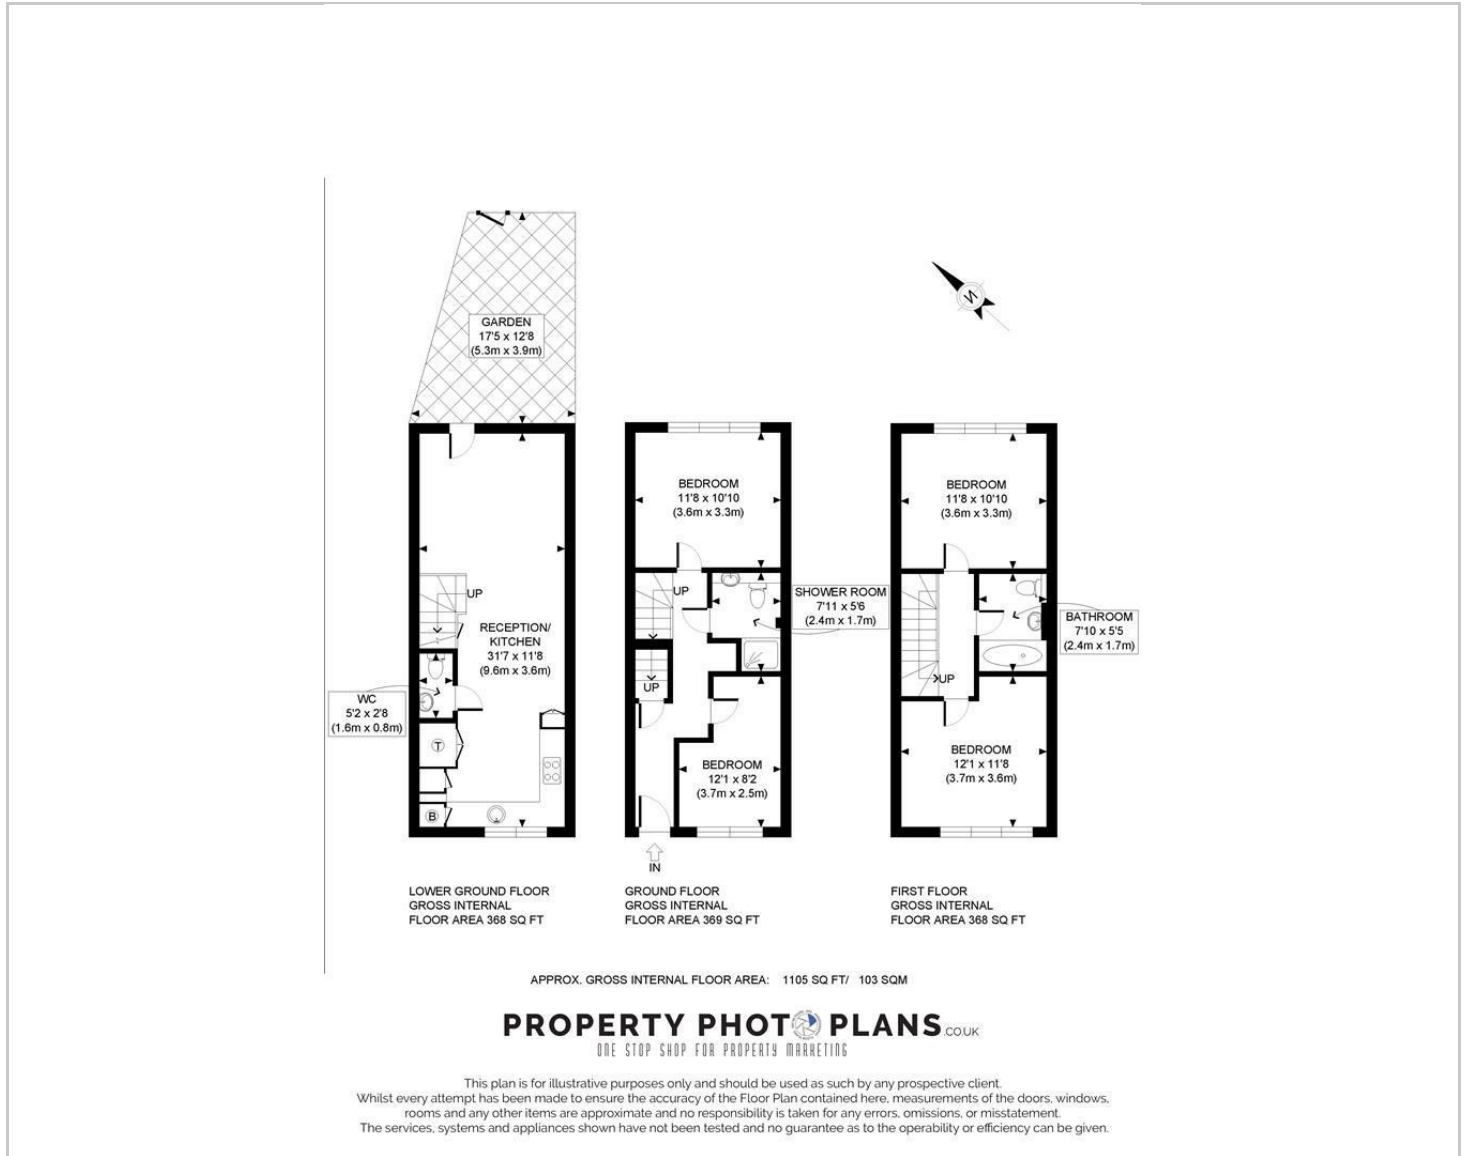 GARDEN
17'5 x 12'8
(5.3m x 3.9m)
N
UP
RECEPTION/
KITCHEN
31'7 x 11'8
(9.6m x 3.6m)
WC
5'2 x 2'8
(1.6m x 0.8m)
T
B
LOWER GROUND FLOOR
GROSS INTERNAL
FLOOR AREA 368 SQ FT
BEDROOM
11'8 x 10'10
(3.6m x 3.3m)
UP
SHOWER ROOM
7'11 x 5'6
(2.4m x 1.7m)
UP
BEDROOM
12'1 x 8'2
(3.7m x 2.5m)
IN
GROUND FLOOR
GROSS INTERNAL
FLOOR AREA 369 SQ FT
BEDROOM
11'8 x 10'10
(3.6m x 3.3m)
BATHROOM
7'10 x 5'5
(2.4m x 1.7m)
UP
BEDROOM
12'1 x 11'8
(3.7m x 3.6m)
FIRST FLOOR
GROSS INTERNAL
FLOOR AREA 368 SQ FT
APPROX. GROSS INTERNAL FLOOR AREA: 1105 SQ FT/ 103 SQM
PROPERTY PHOTO PLANS.CO.UK
ONE STOP SHOP FOR PROPERTY MARKETING
This plan is for illustrative purposes only and should be used as such by any prospective client.
Whilst every attempt has been made to ensure the accuracy of the Floor Plan contained here, measurements of the doors, windows,
rooms and any other items are approximate and no responsibility is taken for any errors, omissions, or misstatement.
The services, systems and appliances shown have not been tested and no guarantee as to the operability or efficiency can be given.